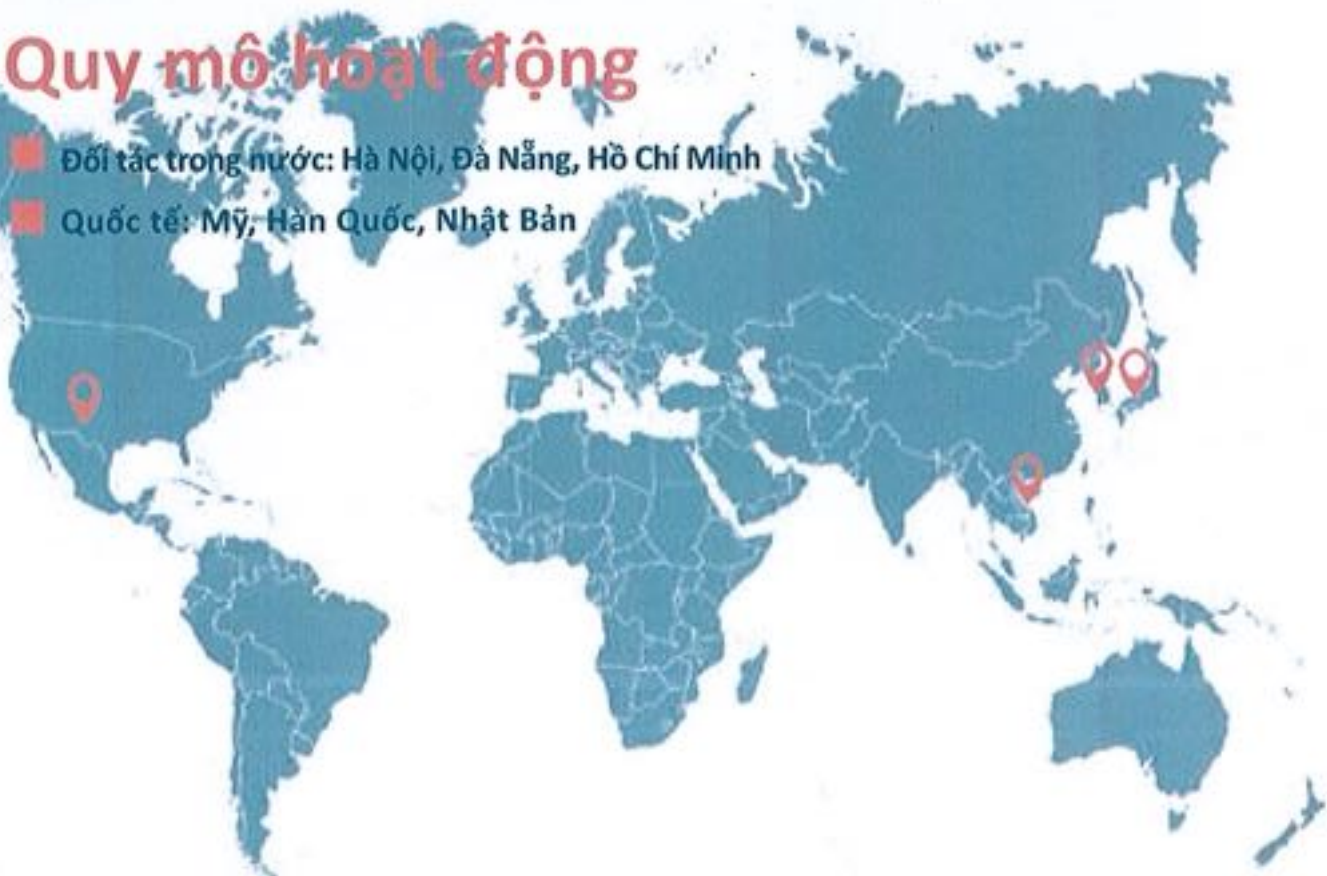 Quy mô hoạt động
Đối tác trong nước: Hà Nội, Đà Nẵng, Hồ Chí Minh
Quốc tế: Mỹ, Hàn Quốc, Nhật Bản